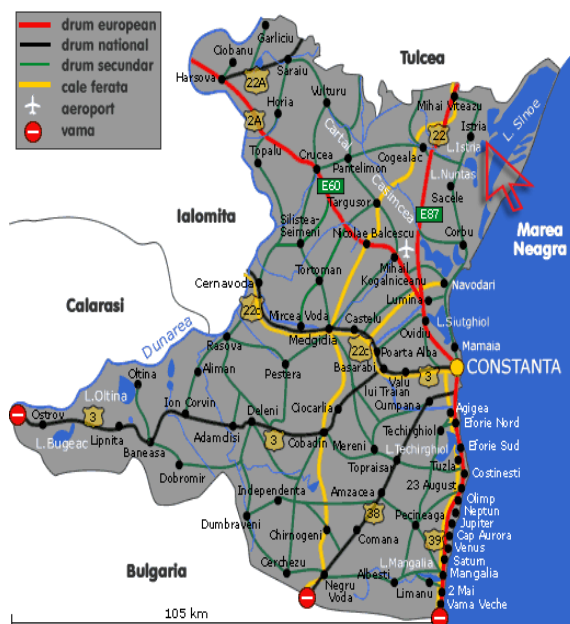 drum european
drum national
drum secundar
cale ferata
aeroport
vama
Garliciu
Ciobanu
Harsova
Saraiu
22A
Horia
Vulturu
2A
Tulcea
Mihai Viteazu
Istria
L. Sinoe
22
Cogealac
L.Istria
Topalu
Crucea
Cartal
Pantelimon
E60
Casimcea
L. Nuntas
Sacele
Targusor
E87
Ialomita
Silistea-
Seimeni
Nicolae Balcescu
Corbu
Marea
Neagra
Mihail
Kogalniceanu
Tortoman
Cernavoda
Navodari
Lumina
Calarasi
22c
Mircea Voda
Castelu
Ovidiu
L.Siutghiol
Medgidia
Dunarea
Rasova
22c
Poarta Alba
Mamaia
Basarabi
CONSTANTA
Oltina
Aliman
Pestera
Valu
lui Traian
3
L.Oltina
Cumpana
Ion Corvin
Deleni
Ciocarlia
Agigea
Ostrov
3
Eforie Nord
Techirghiol
L.Bugeac
Lipnita
Adamdisi
3
Cobadin
Mereni
L.Techirghiol
Eforie Sud
Baneasa
Topraisar
Tuzla
Costinesti
Dobromir
23 August
Independenta
Amzacea
Olimp
Neptun
Dumbraveni
38
Pecineaga
Jupiter
Chirnogeni
Comana
Cap Aurora
39
Venus
L.Mangalia
Saturn
Bulgaria
Cerchezu
Albesti
Mangalia
Negru
Voda
Limanu
2 Mai
Vama Veche
105 km